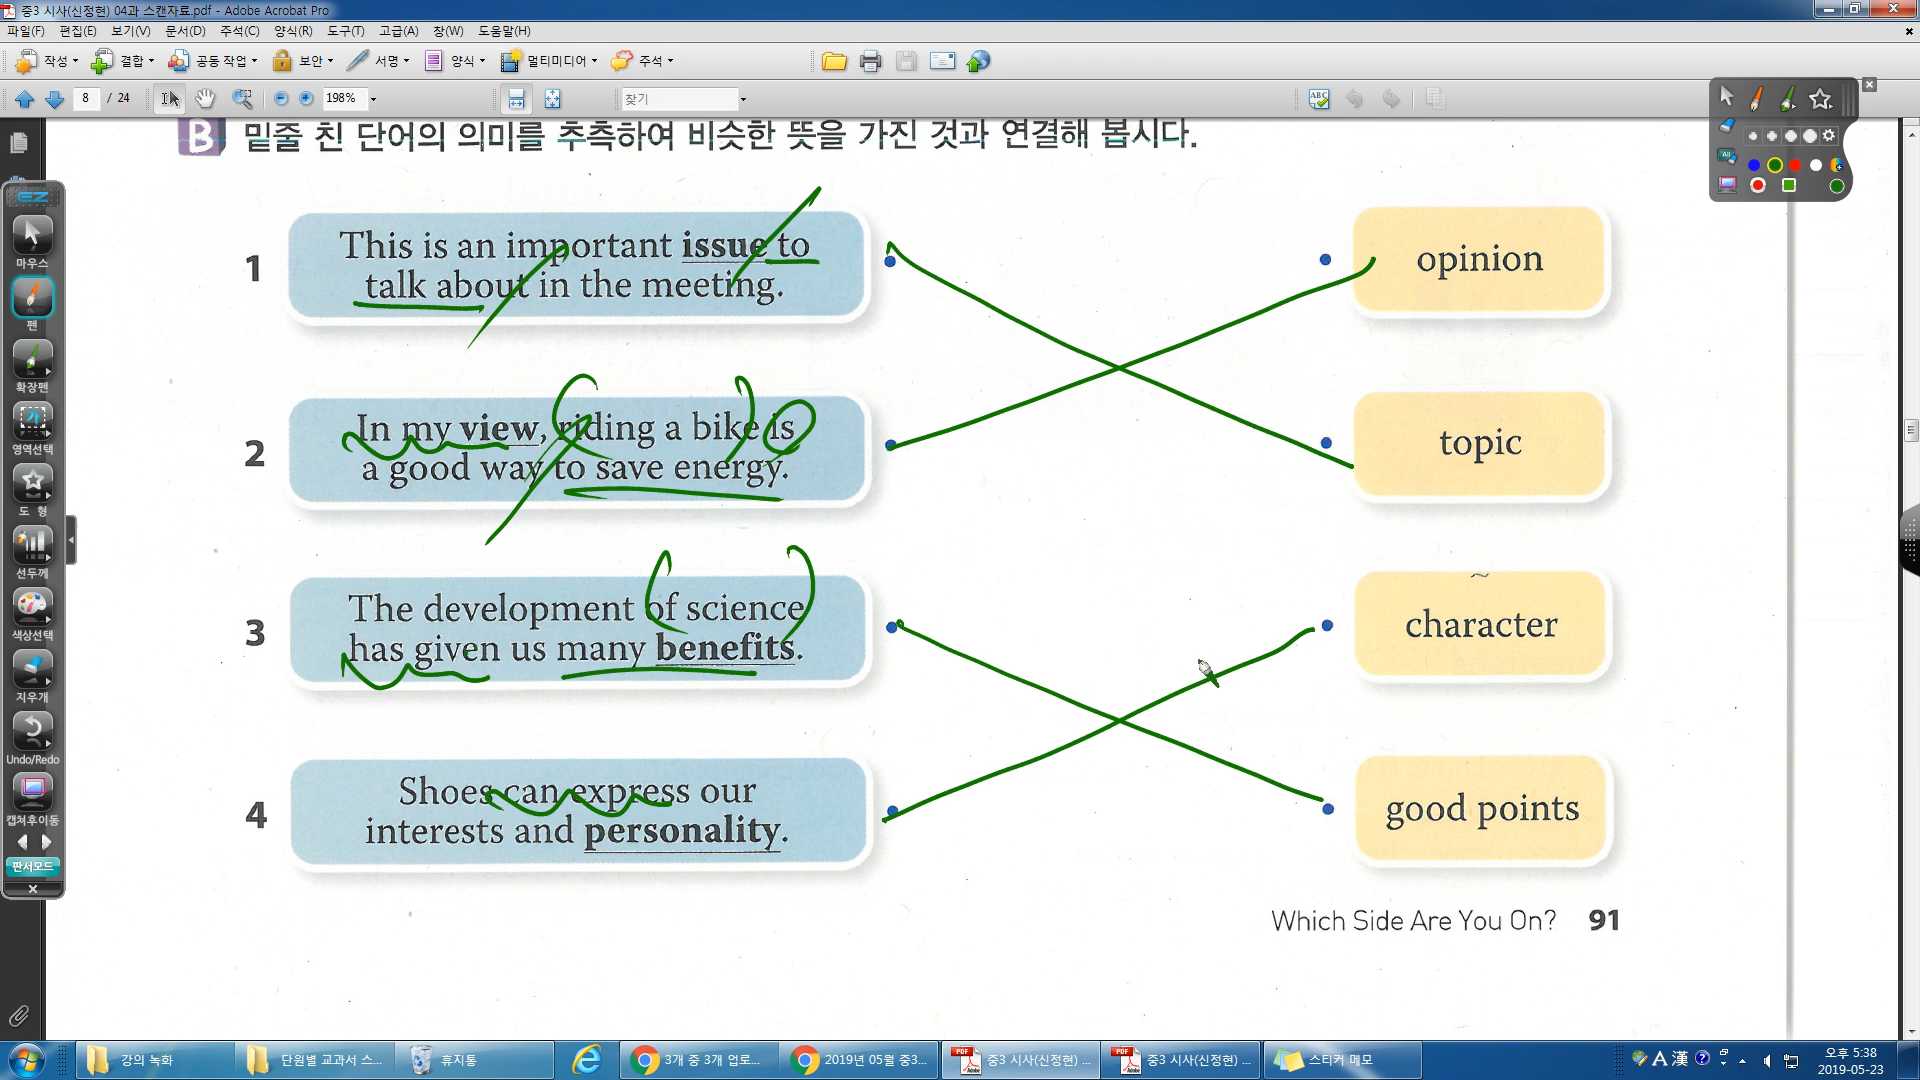 중3 시사(신정현) 04과 스캔자료.pdf - Adobe Acrobat Pro
파일(F) 편집(E) 보기(V) 문서(D) 주석(C) 양식(R) 도구(T) 고급(A) 창(W) 도움말(H)
작성 결합 공동 작업 보안 서명 양식 멀티미디어 주석
8 / 24 198% 찾기
B 밑줄 친 단어의 의미를 추측하여 비슷한 뜻을 가진 것과 연결해 봅시다.
EZ
마우스
펜
확장펜
영역선택
도 형
선두께
색상선택
지우개
Undo/Redo
캡쳐후이동
판서모드
1 This is an important issue to
talk about in the meeting.
opinion
2 In my view, riding a bike is
a good way to save energy.
topic
3 The development of science
has given us many benefits.
character
4 Shoes can express our
interests and personality.
good points
Which Side Are You On? 91
강의 녹화 단원별 교과서 스... 휴지통 3개 중 3개 업로... 2019년 05월 중3... 중3 시사(신정현) ... 중3 시사(신정현) ... 스티커 메모
A 漢
오후 5:38
2019-05-23